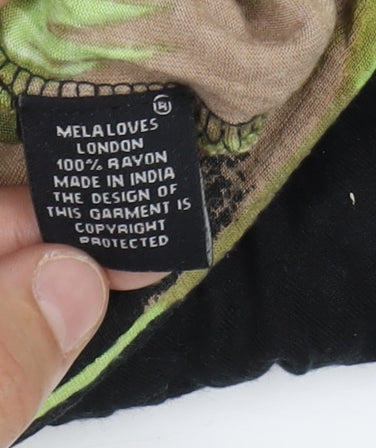 ®
MELA LOVES
LONDON
100% RAYON
MADE IN INDIA
THE DESIGN OF
THIS GARMENT IS
COPYRIGHT
PROTECTED